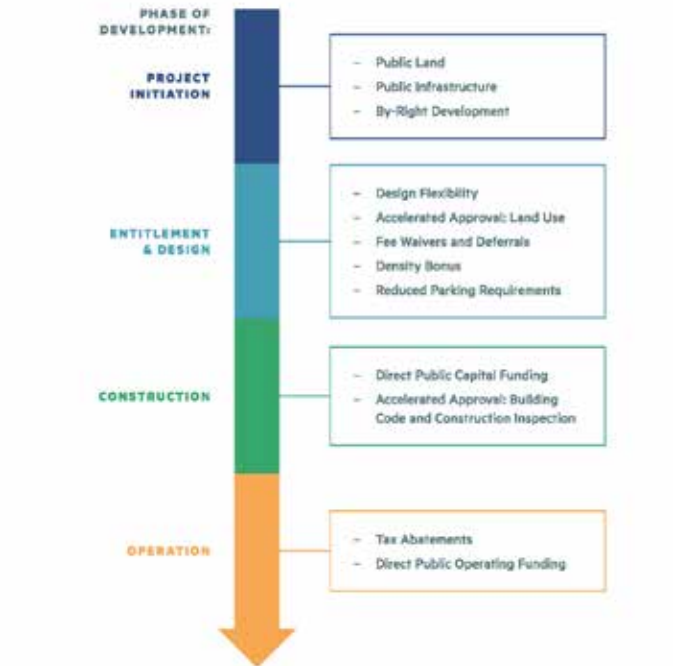 PHASE OF
DEVELOPMENT:
PROJECT
INITIATION
– Public Land
– Public Infrastructure
– By-Right Development
ENTITLEMENT
& DESIGN
– Design Flexibility
– Accelerated Approval: Land Use
– Fee Waivers and Deferrals
– Density Bonus
– Reduced Parking Requirements
CONSTRUCTION
– Direct Public Capital Funding
– Accelerated Approval: Building
Code and Construction Inspection
OPERATION
– Tax Abatements
– Direct Public Operating Funding